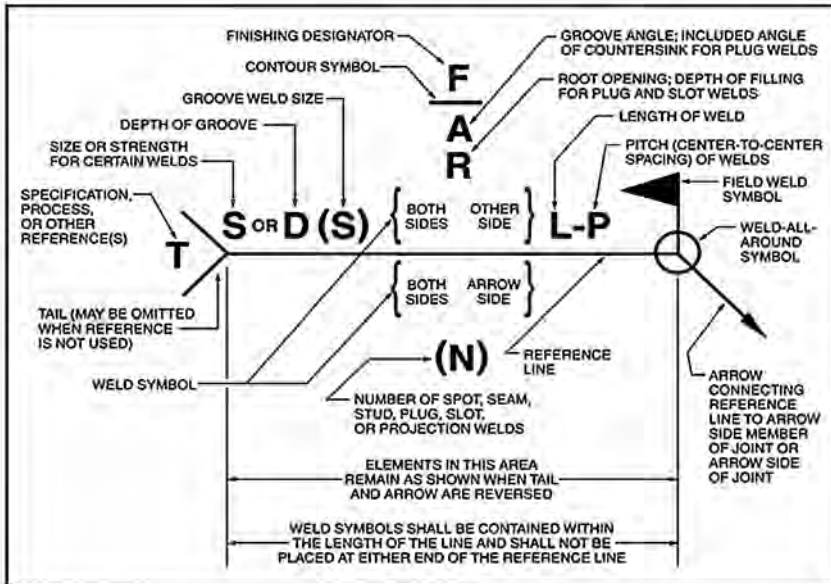 FINISHING DESIGNATOR
CONTOUR SYMBOL
GROOVE WELD SIZE
DEPTH OF GROOVE
SIZE OR STRENGTH
FOR CERTAIN WELDS
SPECIFICATION,
PROCESS,
OR OTHER
REFERENCE(S)
F
A
R
GROOVE ANGLE; INCLUDED ANGLE
OF COUNTERSINK FOR PLUG WELDS
ROOT OPENING; DEPTH OF FILLING
FOR PLUG AND SLOT WELDS
LENGTH OF WELD
PITCH (CENTER-TO-CENTER
SPACING) OF WELDS
FIELD WELD
SYMBOL
WELD-ALL-
AROUND
SYMBOL
T
S OR D (S)
BOTH SIDES
OTHER SIDE
L-P
BOTH SIDES
ARROW SIDE
TAIL (MAY BE OMITTED
WHEN REFERENCE
IS NOT USED)
WELD SYMBOL
(N)
NUMBER OF SPOT, SEAM,
STUD, PLUG, SLOT,
OR PROJECTION WELDS
REFERENCE
LINE
ARROW
CONNECTING
REFERENCE
LINE TO ARROW
SIDE MEMBER
OF JOINT OR
ARROW SIDE
OF JOINT
ELEMENTS IN THIS AREA
REMAIN AS SHOWN WHEN TAIL
AND ARROW ARE REVERSED
WELD SYMBOLS SHALL BE CONTAINED WITHIN
THE LENGTH OF THE LINE AND SHALL NOT BE
PLACED AT EITHER END OF THE REFERENCE LINE